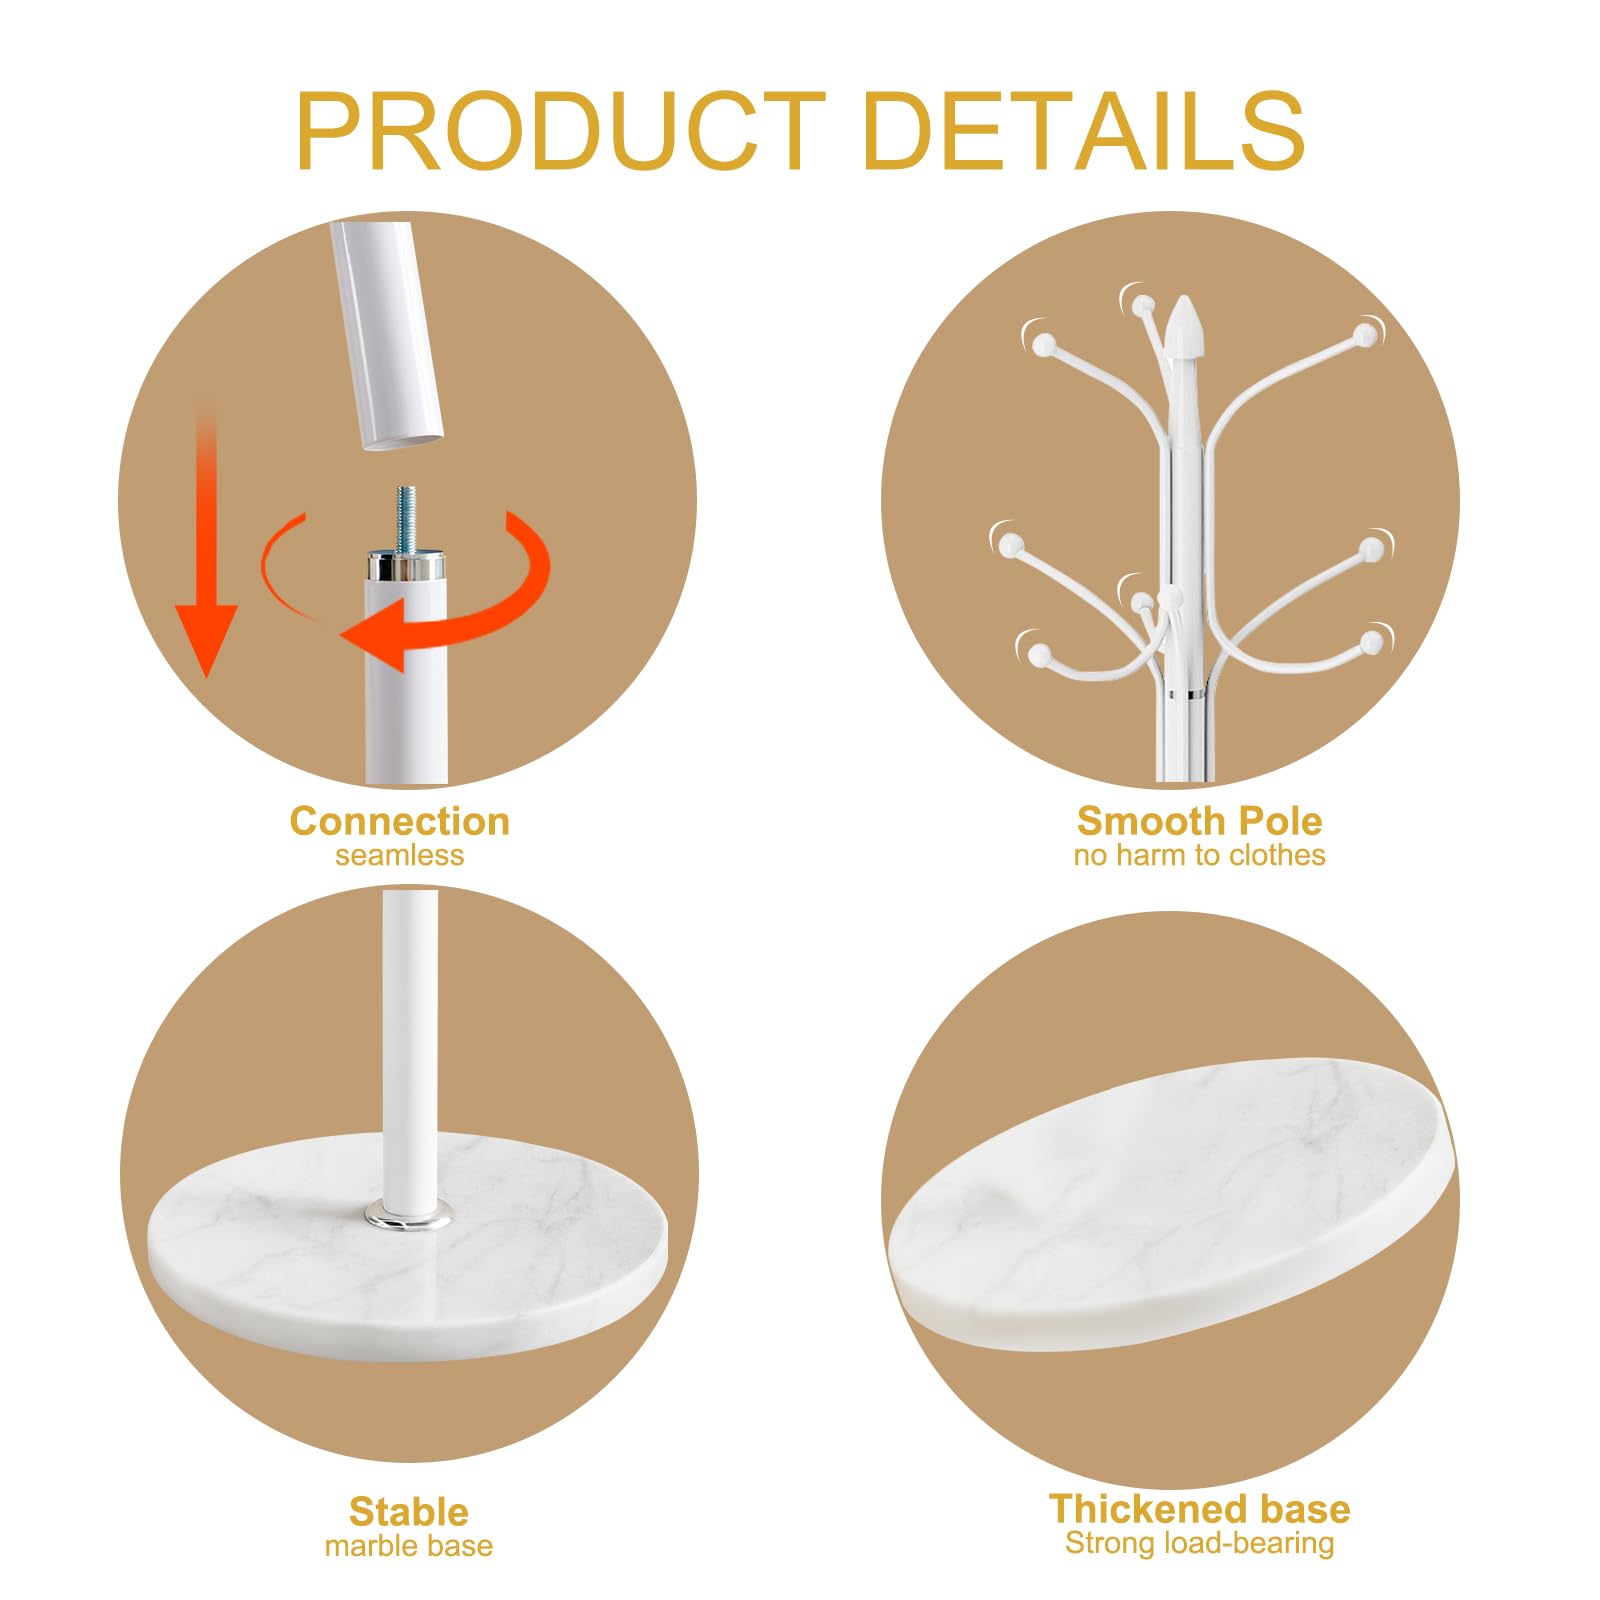 PRODUCT DETAILS
Connection
seamless
Smooth Pole
no harm to clothes
Stable
marble base
Thickened base
Strong load-bearing